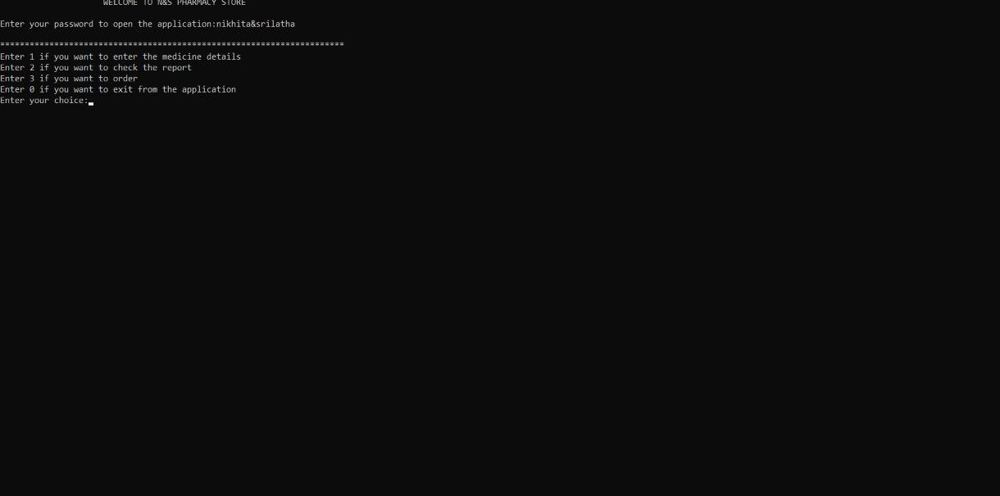 WELCOME TO N&S PHARMACY STORE
Enter your password to open the application:nikhita&srilatha
**********************************************************************
Enter 1 if you want to enter the medicine details
Enter 2 if you want to check the report
Enter 3 if you want to order
Enter 0 if you want to exit from the application
Enter your choice: